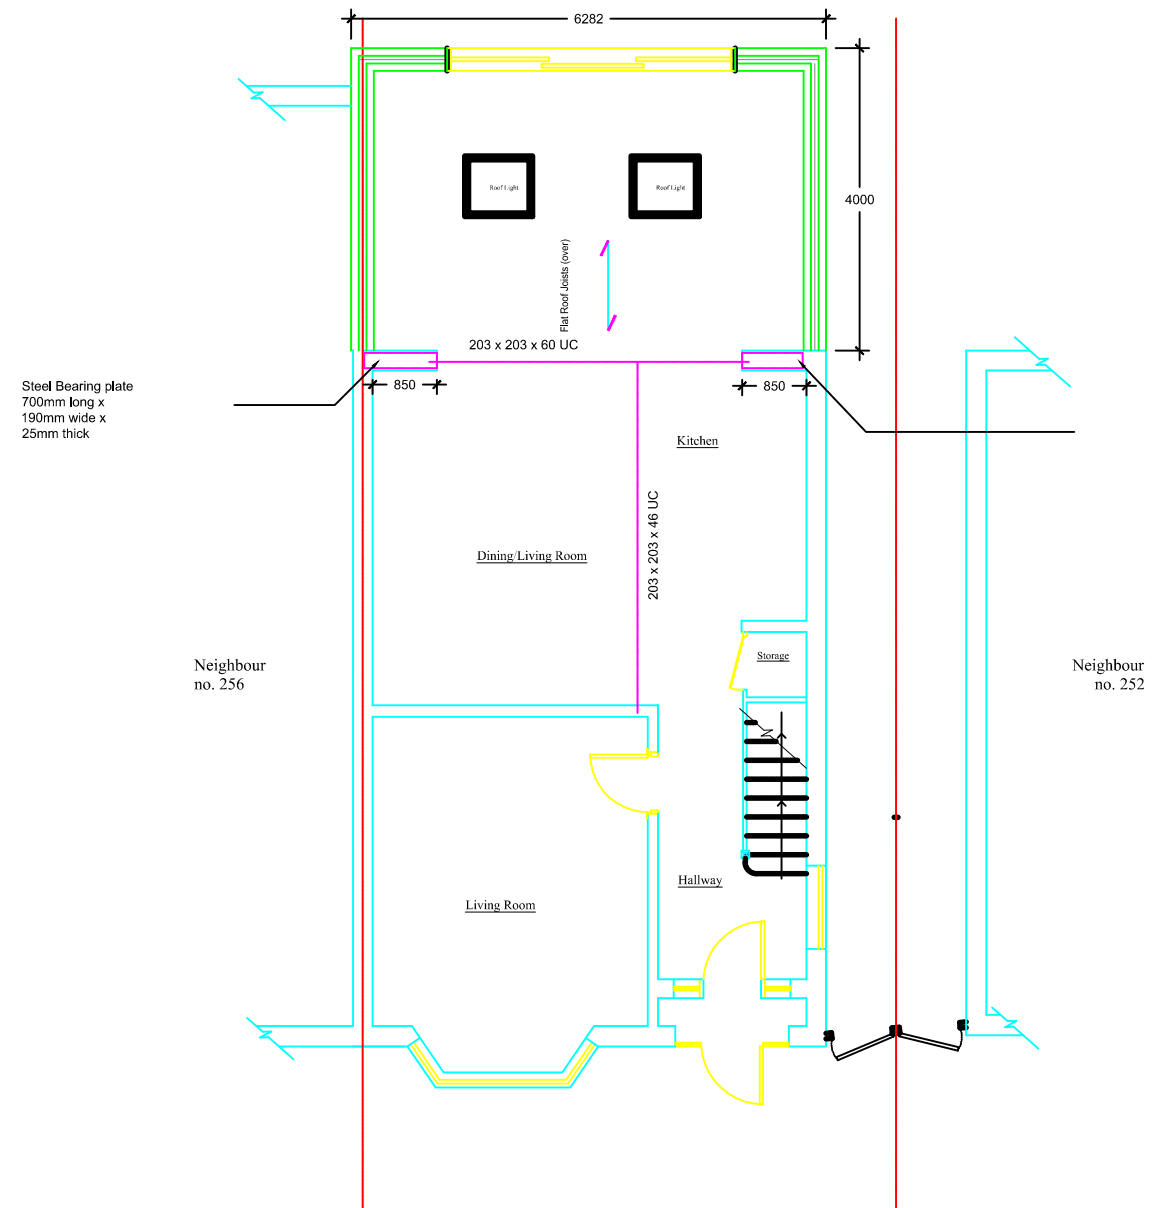 6282
Roof Light
Roof Light
4000
Flat Roof Joists (over)
203 x 203 x 60 UC
Steel Bearing plate
700mm long x
190mm wide x
25mm thick
850
850
Kitchen
203 x 203 x 46 UC
Dining/Living Room
Storage
Neighbour
no. 256
Neighbour
no. 252
Hallway
Living Room